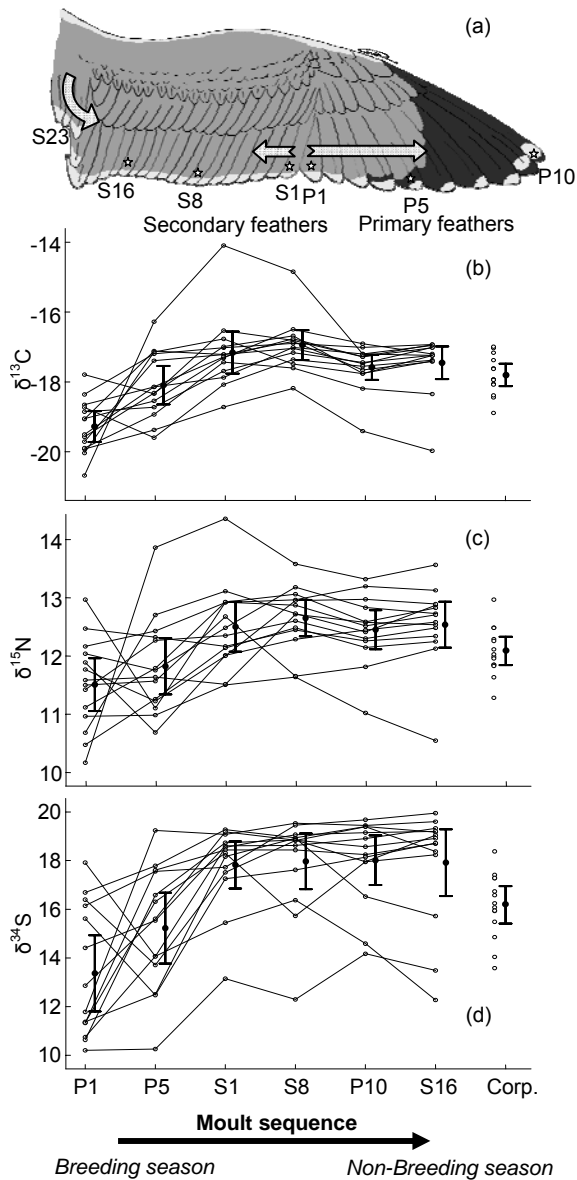 (a)
S23
S16
S8
S1
P1
P5
P10
Secondary feathers
Primary feathers
(b)
δ13C
-14
-16
-18
-20
(c)
δ15N
14
13
12
11
10
(d)
δ34S
20
18
16
14
12
10
P1 P5 S1 S8 P10 S16 Corp.
Moult sequence
Breeding season
Non-Breeding season